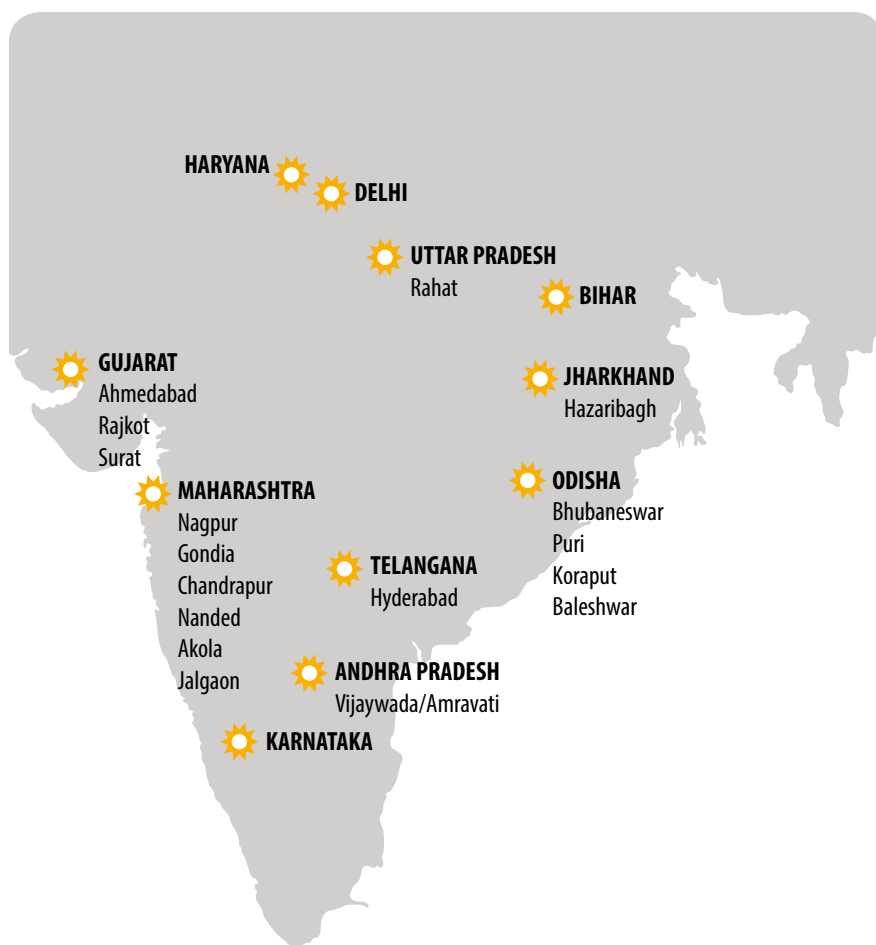 HARYANA
DELHI
UTTAR PRADESH
Rahat
BIHAR
GUJARAT
Ahmedabad
Rajkot
Surat
JHARKHAND
Hazaribagh
MAHARASHTRA
Nagpur
Gondia
Chandrapur
Nanded
Akola
Jalgaon
ODISHA
Bhubaneswar
Puri
Koraput
Baleshwar
TELANGANA
Hyderabad
ANDHRA PRADESH
Vijaywada/Amravati
KARNATAKA